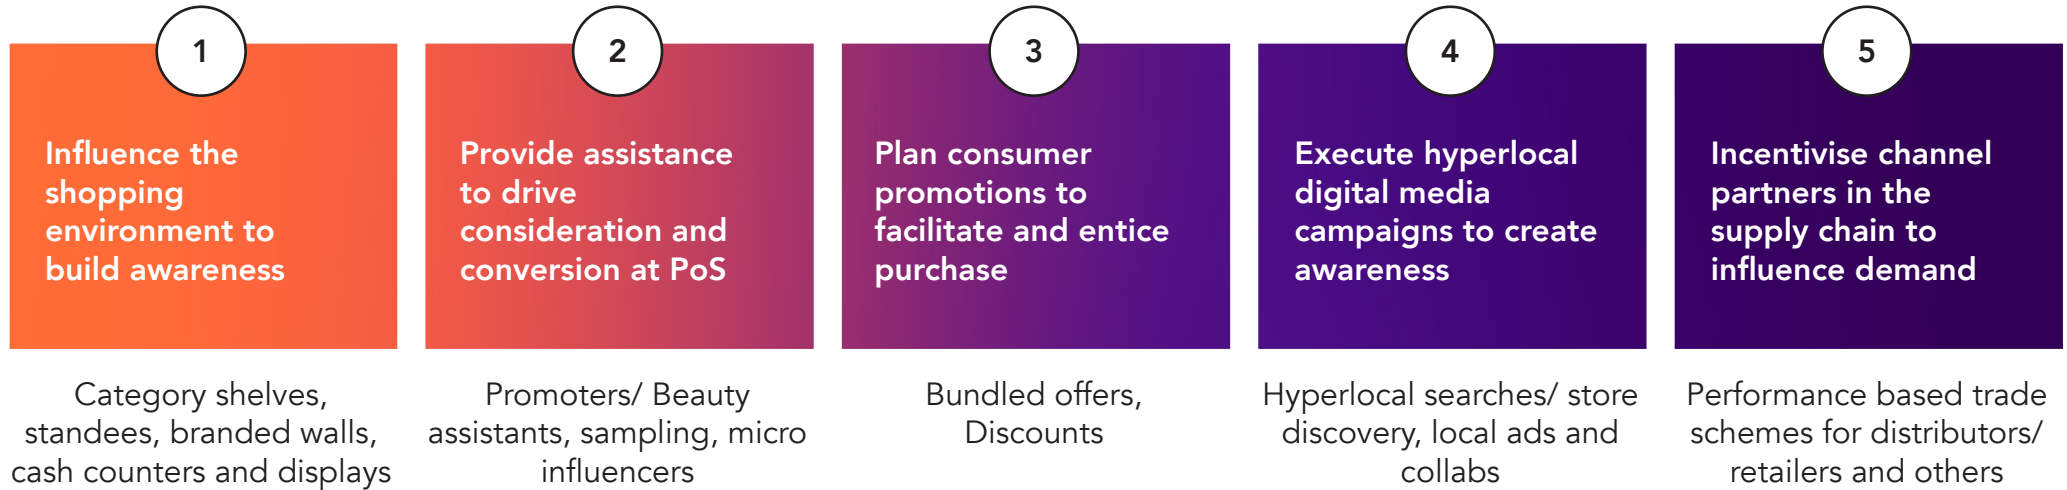 1
Influence the
shopping
environment to
build awareness
Category shelves,
standees, branded walls,
cash counters and displays
2
Provide assistance
to drive
consideration and
conversion at PoS
Promoters/ Beauty
assistants, sampling, micro
influencers
3
Plan consumer
promotions to
facilitate and entice
purchase
Bundled offers,
Discounts
4
Execute hyperlocal
digital media
campaigns to create
awareness
Hyperlocal searches/ store
discovery, local ads and
collabs
5
Incentivise channel
partners in the
supply chain to
influence demand
Performance based trade
schemes for distributors/
retailers and others